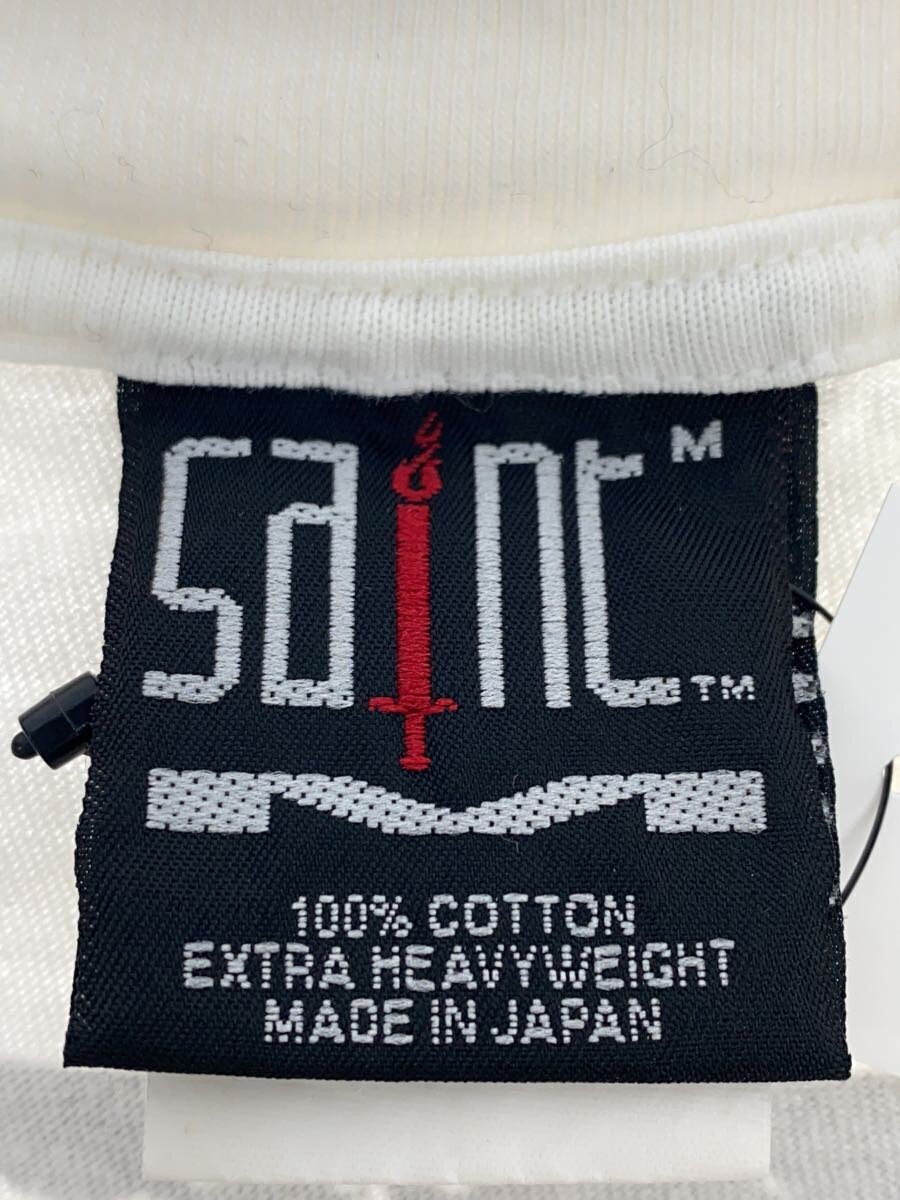 saint M
TM
100% COTTON
EXTRA HEAVYWEIGHT
MADE IN JAPAN